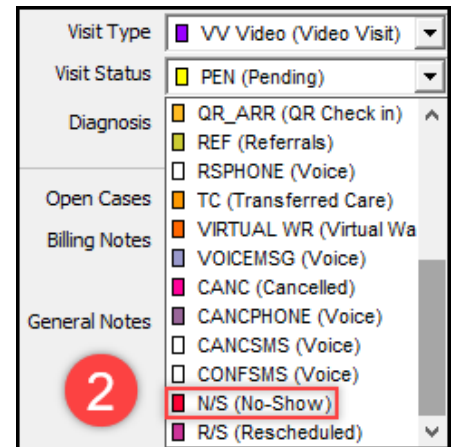 Visit Type VV Video (Video Visit)
Visit Status PEN (Pending)
Diagnosis
QR_ARR (QR Check in)
REF (Referrals)
RSPHONE (Voice)
Open Cases
TC (Transferred Care)
Billing Notes
VIRTUAL WR (Virtual Wa
VOICEMSG (Voice)
CANC (Cancelled)
General Notes
CANCPHONE (Voice)
CANCSMS (Voice)
CONFSMS (Voice)
2
N/S (No-Show)
R/S (Rescheduled)